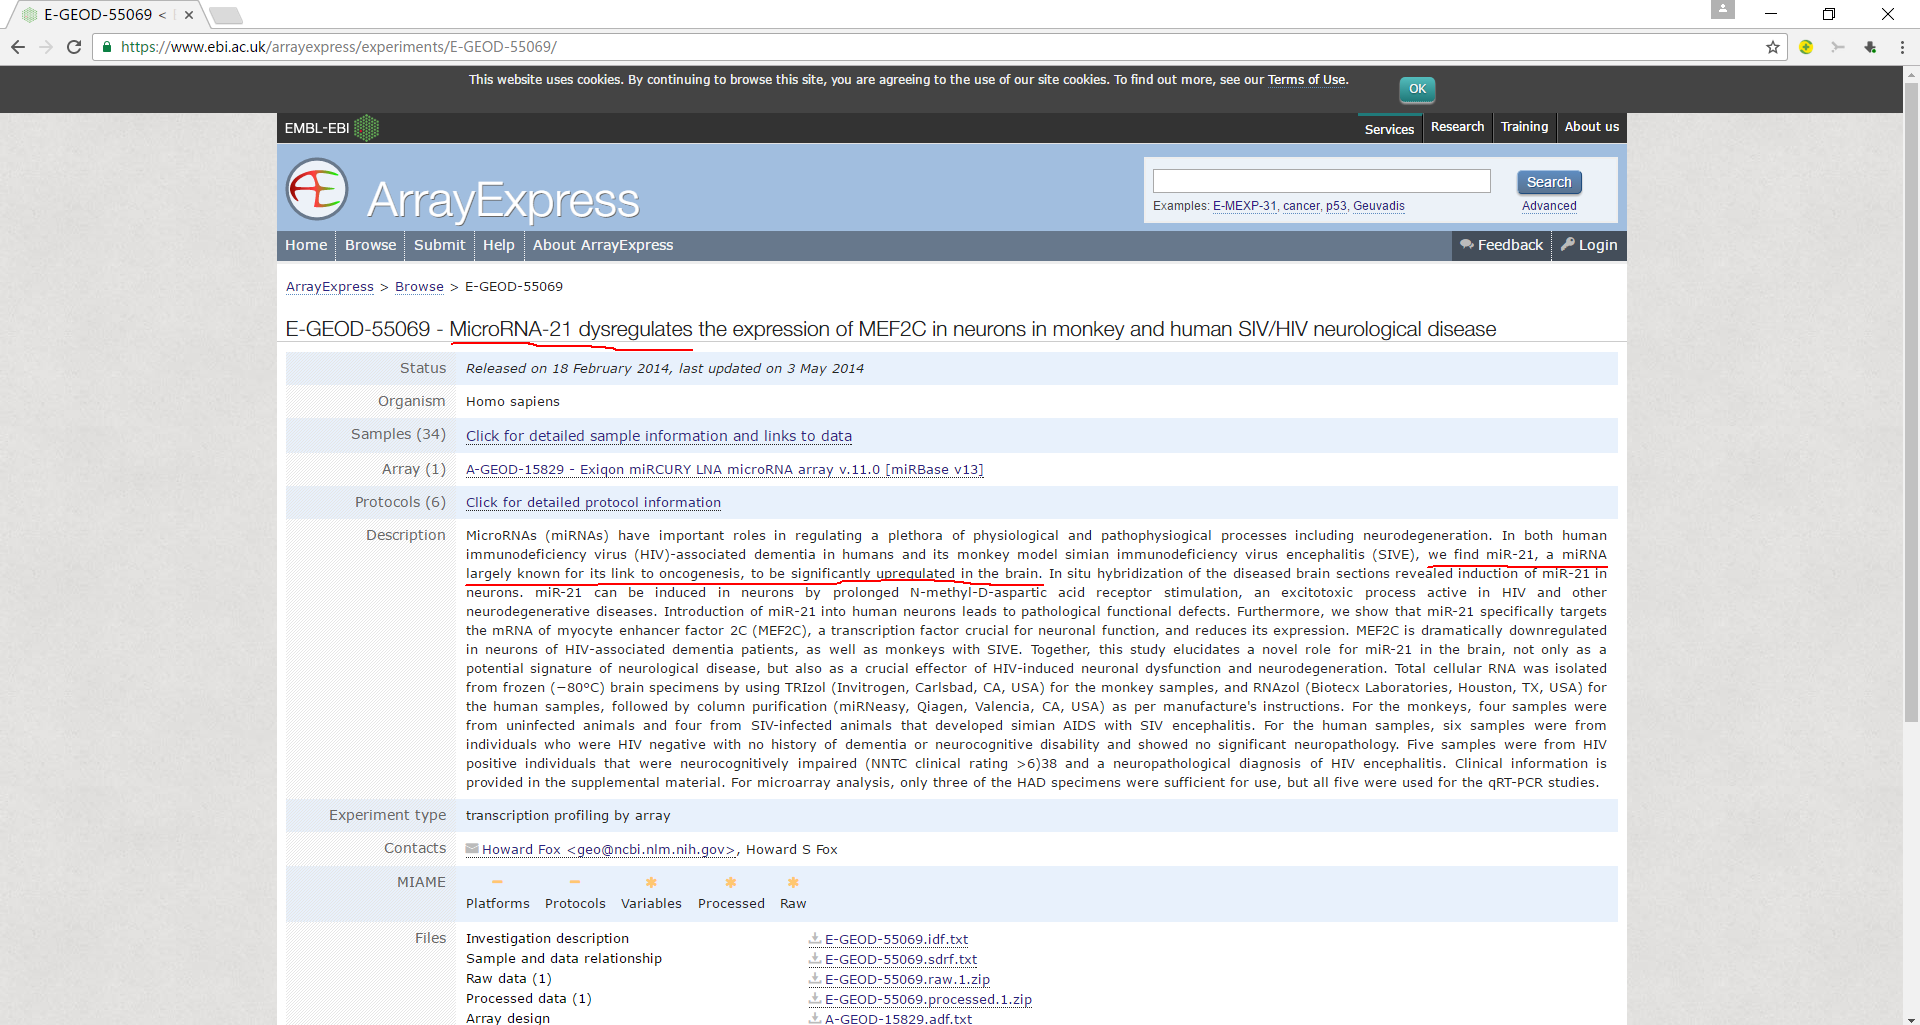 E-GEOD-55069 <
https://www.ebi.ac.uk/arrayexpress/experiments/E-GEOD-55069/
This website uses cookies. By continuing to browse this site, you are agreeing to the use of our site cookies. To find out more, see our Terms of Use.
OK
EMBL-EBI
Services Research Training About us
ArrayExpress
Search
Examples: E-MEXP-31, cancer, p53, Geuvadis
Advanced
Home Browse Submit Help About ArrayExpress Feedback Login
ArrayExpress > Browse > E-GEOD-55069
E-GEOD-55069 - MicroRNA-21 dysregulates the expression of MEF2C in neurons in monkey and human SIV/HIV neurological disease
Status Released on 18 February 2014, last updated on 3 May 2014
Organism Homo sapiens
Samples (34) Click for detailed sample information and links to data
Array (1) A-GEOD-15829 - Exiqon miRCURY LNA microRNA array v.11.0 [miRBase v13]
Protocols (6) Click for detailed protocol information
Description MicroRNAs (miRNAs) have important roles in regulating a plethora of physiological and pathophysiological processes including neurodegeneration. In both human
immunodeficiency virus (HIV)-associated dementia in humans and its monkey model simian immunodeficiency virus encephalitis (SIVE), we find miR-21, a miRNA
largely known for its link to oncogenesis, to be significantly upregulated in the brain. In situ hybridization of the diseased brain sections revealed induction of miR-21 in
neurons. miR-21 can be induced in neurons by prolonged N-methyl-D-aspartic acid receptor stimulation, an excitotoxic process active in HIV and other
neurodegenerative diseases. Introduction of miR-21 into human neurons leads to pathological functional defects. Furthermore, we show that miR-21 specifically targets
the mRNA of myocyte enhancer factor 2C (MEF2C), a transcription factor crucial for neuronal function, and reduces its expression. MEF2C is dramatically downregulated
in neurons of HIV-associated dementia patients, as well as monkeys with SIVE. Together, this study elucidates a novel role for miR-21 in the brain, not only as a
potential signature of neurological disease, but also as a crucial effector of HIV-induced neuronal dysfunction and neurodegeneration. Total cellular RNA was isolated
from frozen (−80°C) brain specimens by using TRIzol (Invitrogen, Carlsbad, CA, USA) for the monkey samples, and RNAzol (Biotecx Laboratories, Houston, TX, USA) for
the human samples, followed by column purification (miRNeasy, Qiagen, Valencia, CA, USA) as per manufacture's instructions. For the monkeys, four samples were
from uninfected animals and four from SIV-infected animals that developed simian AIDS with SIV encephalitis. For the human samples, six samples were from
individuals who were HIV negative with no history of dementia or neurocognitive disability and showed no significant neuropathology. Five samples were from HIV
positive individuals that were neurocognitively impaired (NNTC clinical rating >6)38 and a neuropathological diagnosis of HIV encephalitis. Clinical information is
provided in the supplemental material. For microarray analysis, only three of the HAD specimens were sufficient for use, but all five were used for the qRT-PCR studies.
Experiment type transcription profiling by array
Contacts Howard Fox <geo@ncbi.nlm.nih.gov>, Howard S Fox
MIAME
Platforms Protocols Variables Processed Raw
Files Investigation description E-GEOD-55069.idf.txt
Sample and data relationship E-GEOD-55069.sdrf.txt
Raw data (1) E-GEOD-55069.raw.1.zip
Processed data (1) E-GEOD-55069.processed.1.zip
Array design A-GEOD-15829.adf.txt